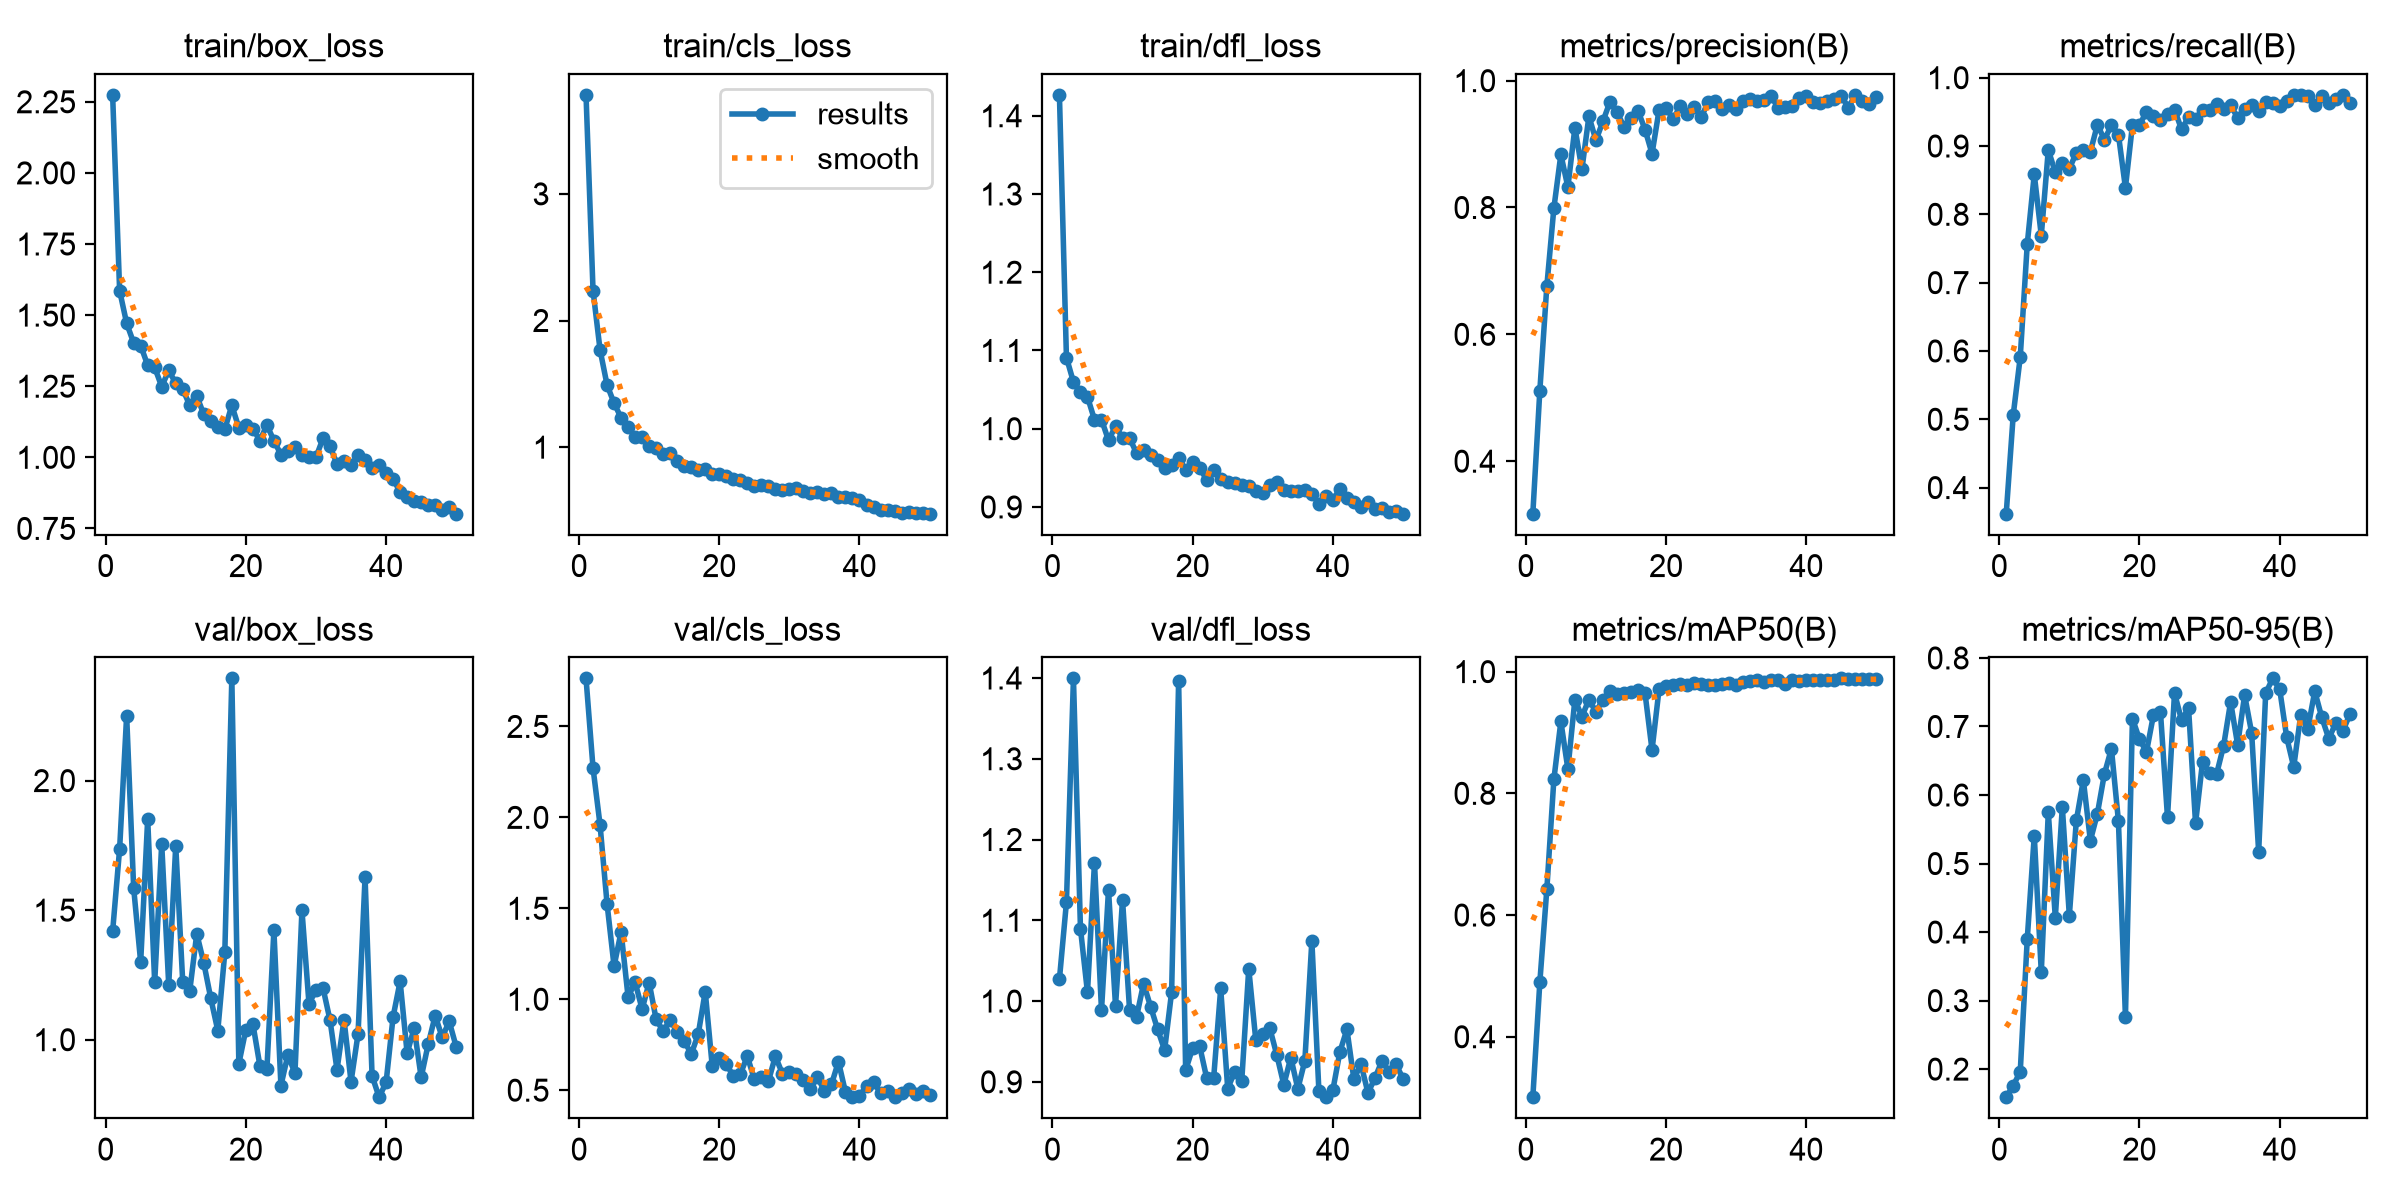 train/box_loss
2.25
2.00
1.75
1.50
1.25
1.00
0.75
0 20 40
train/cls_loss
results
smooth
3
2
1
0 20 40
train/dfl_loss
1.4
1.3
1.2
1.1
1.0
0.9
0 20 40
metrics/precision(B)
1.0
0.8
0.6
0.4
0 20 40
metrics/recall(B)
1.0
0.9
0.8
0.7
0.6
0.5
0.4
0 20 40
val/box_loss
2.0
1.5
1.0
0 20 40
val/cls_loss
2.5
2.0
1.5
1.0
0.5
0 20 40
val/dfl_loss
1.4
1.3
1.2
1.1
1.0
0.9
0 20 40
metrics/mAP50(B)
1.0
0.8
0.6
0.4
0 20 40
metrics/mAP50-95(B)
0.8
0.7
0.6
0.5
0.4
0.3
0.2
0 20 40